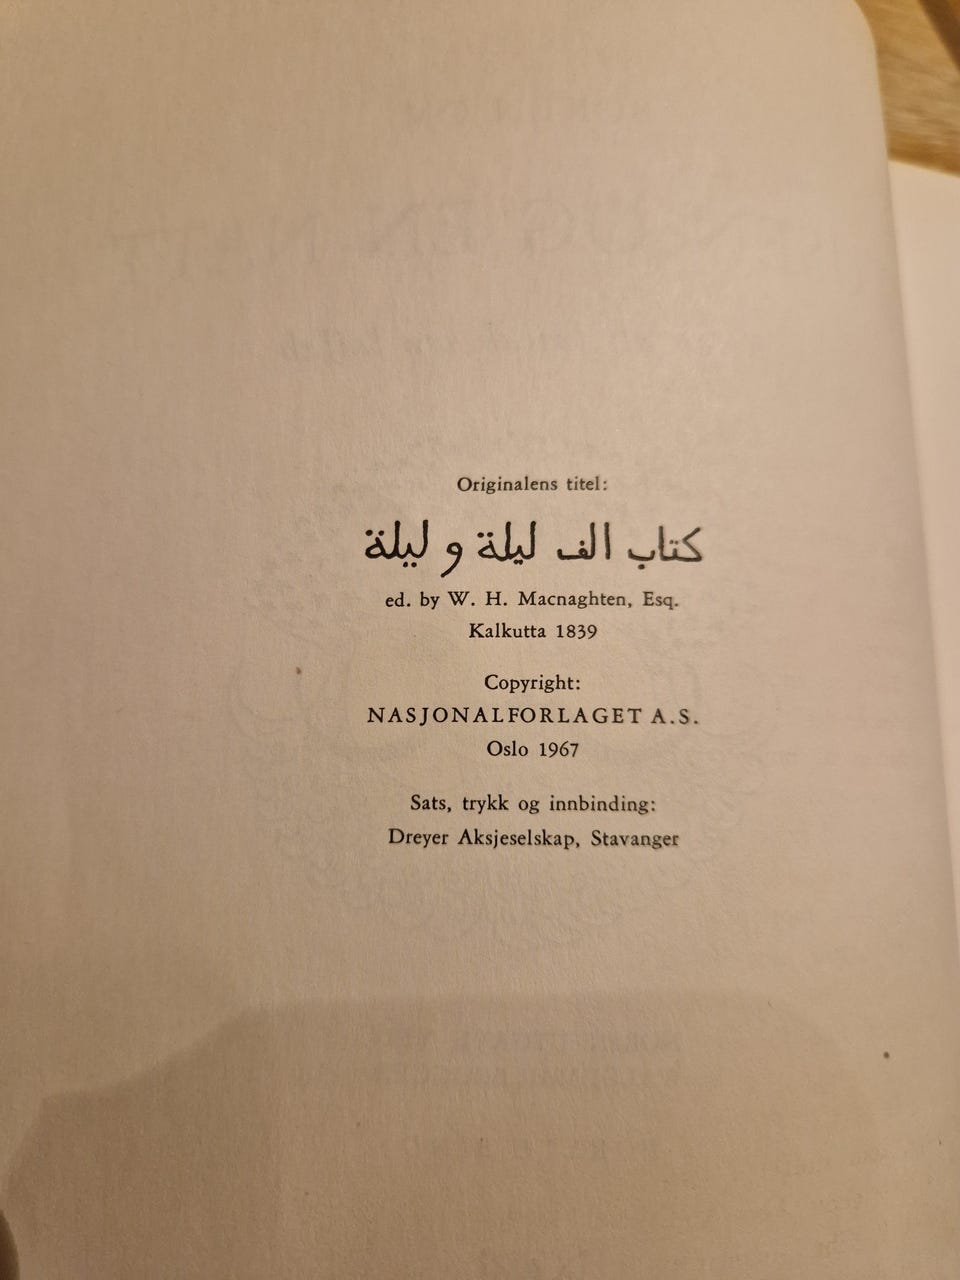 Originalens titel:
كتاب الف ليلة و ليلة
ed. by W. H. Macnaghten, Esq.
Kalkutta 1839
Copyright:
NASJONALFORLAGET A.S.
Oslo 1967
Sats, trykk og innbinding:
Dreyer Aksjeselskap, Stavanger